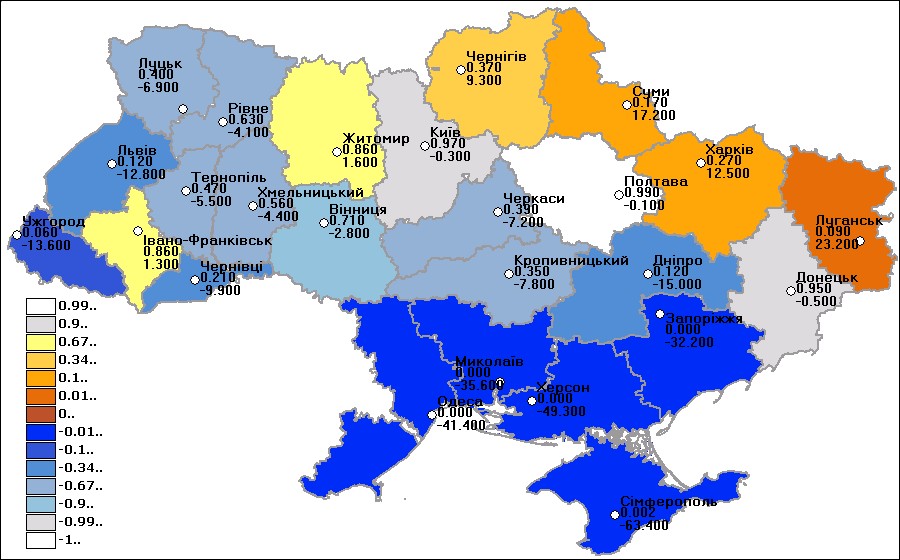 Чернігів
0.370
9.300
Луцьк
0.400
-6.900
Суми
0.170
17.200
Рівне
0.630
-4.100
Київ
0.970
-0.300
Житомир
0.860
1.600
Львів
0.120
-12.800
Харків
0.270
12.500
Тернопіль
0.470
-5.500
Полтава
0.990
-0.100
Хмельницький
0.560
-4.400
Черкаси
0.390
-7.200
Вінниця
0.710
-2.800
Ужгород
0.060
-13.600
Луганськ
0.090
23.200
Івано-Франківськ
0.860
1.300
Чернівці
0.210
-9.900
Кропивницький
0.350
-7.800
Дніпро
0.120
-15.000
Донецьк
0.950
-0.500
Запоріжжя
0.000
-32.200
Миколаїв
0.000
-35.600
Херсон
0.000
-49.300
Одеса
0.000
-41.400
Сімферополь
0.002
-63.400
0.99..
0.9..
0.67..
0.34..
0.1..
0.01..
0..
-0.01..
-0.1..
-0.34..
-0.67..
-0.9..
-0.99..
-1..